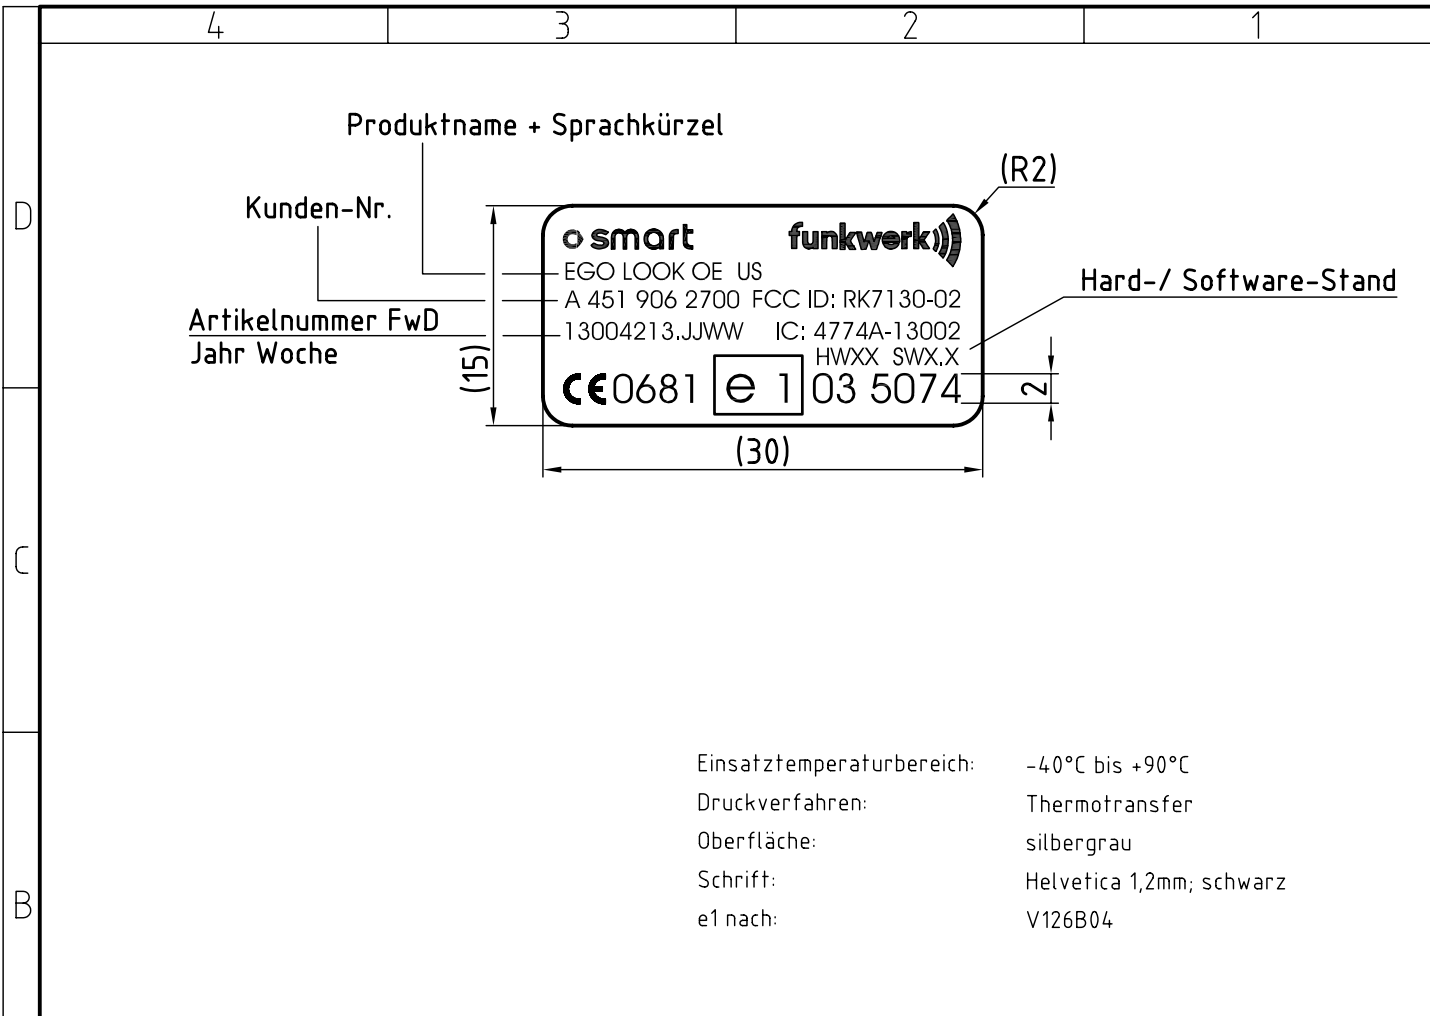 4 3 2 1
Produktname + Sprachkürzel
(R2)
D
Kunden-Nr.
smart funkwerk
EGO LOOK OE US
Hard-/ Software-Stand
A 451 906 2700 FCC ID: RK7130-02
Artikelnummer FwD
13004213.JJWW IC: 4774A-13002
Jahr Woche
HWXX SWX.X
(15)
CE0681 e 1 03 5074
2
(30)
C
Einsatztemperaturbereich: -40°C bis +90°C
Druckverfahren: Thermotransfer
Oberfläche: silbergrau
Schrift: Helvetica 1,2mm; schwarz
B
e1 nach: V126B04